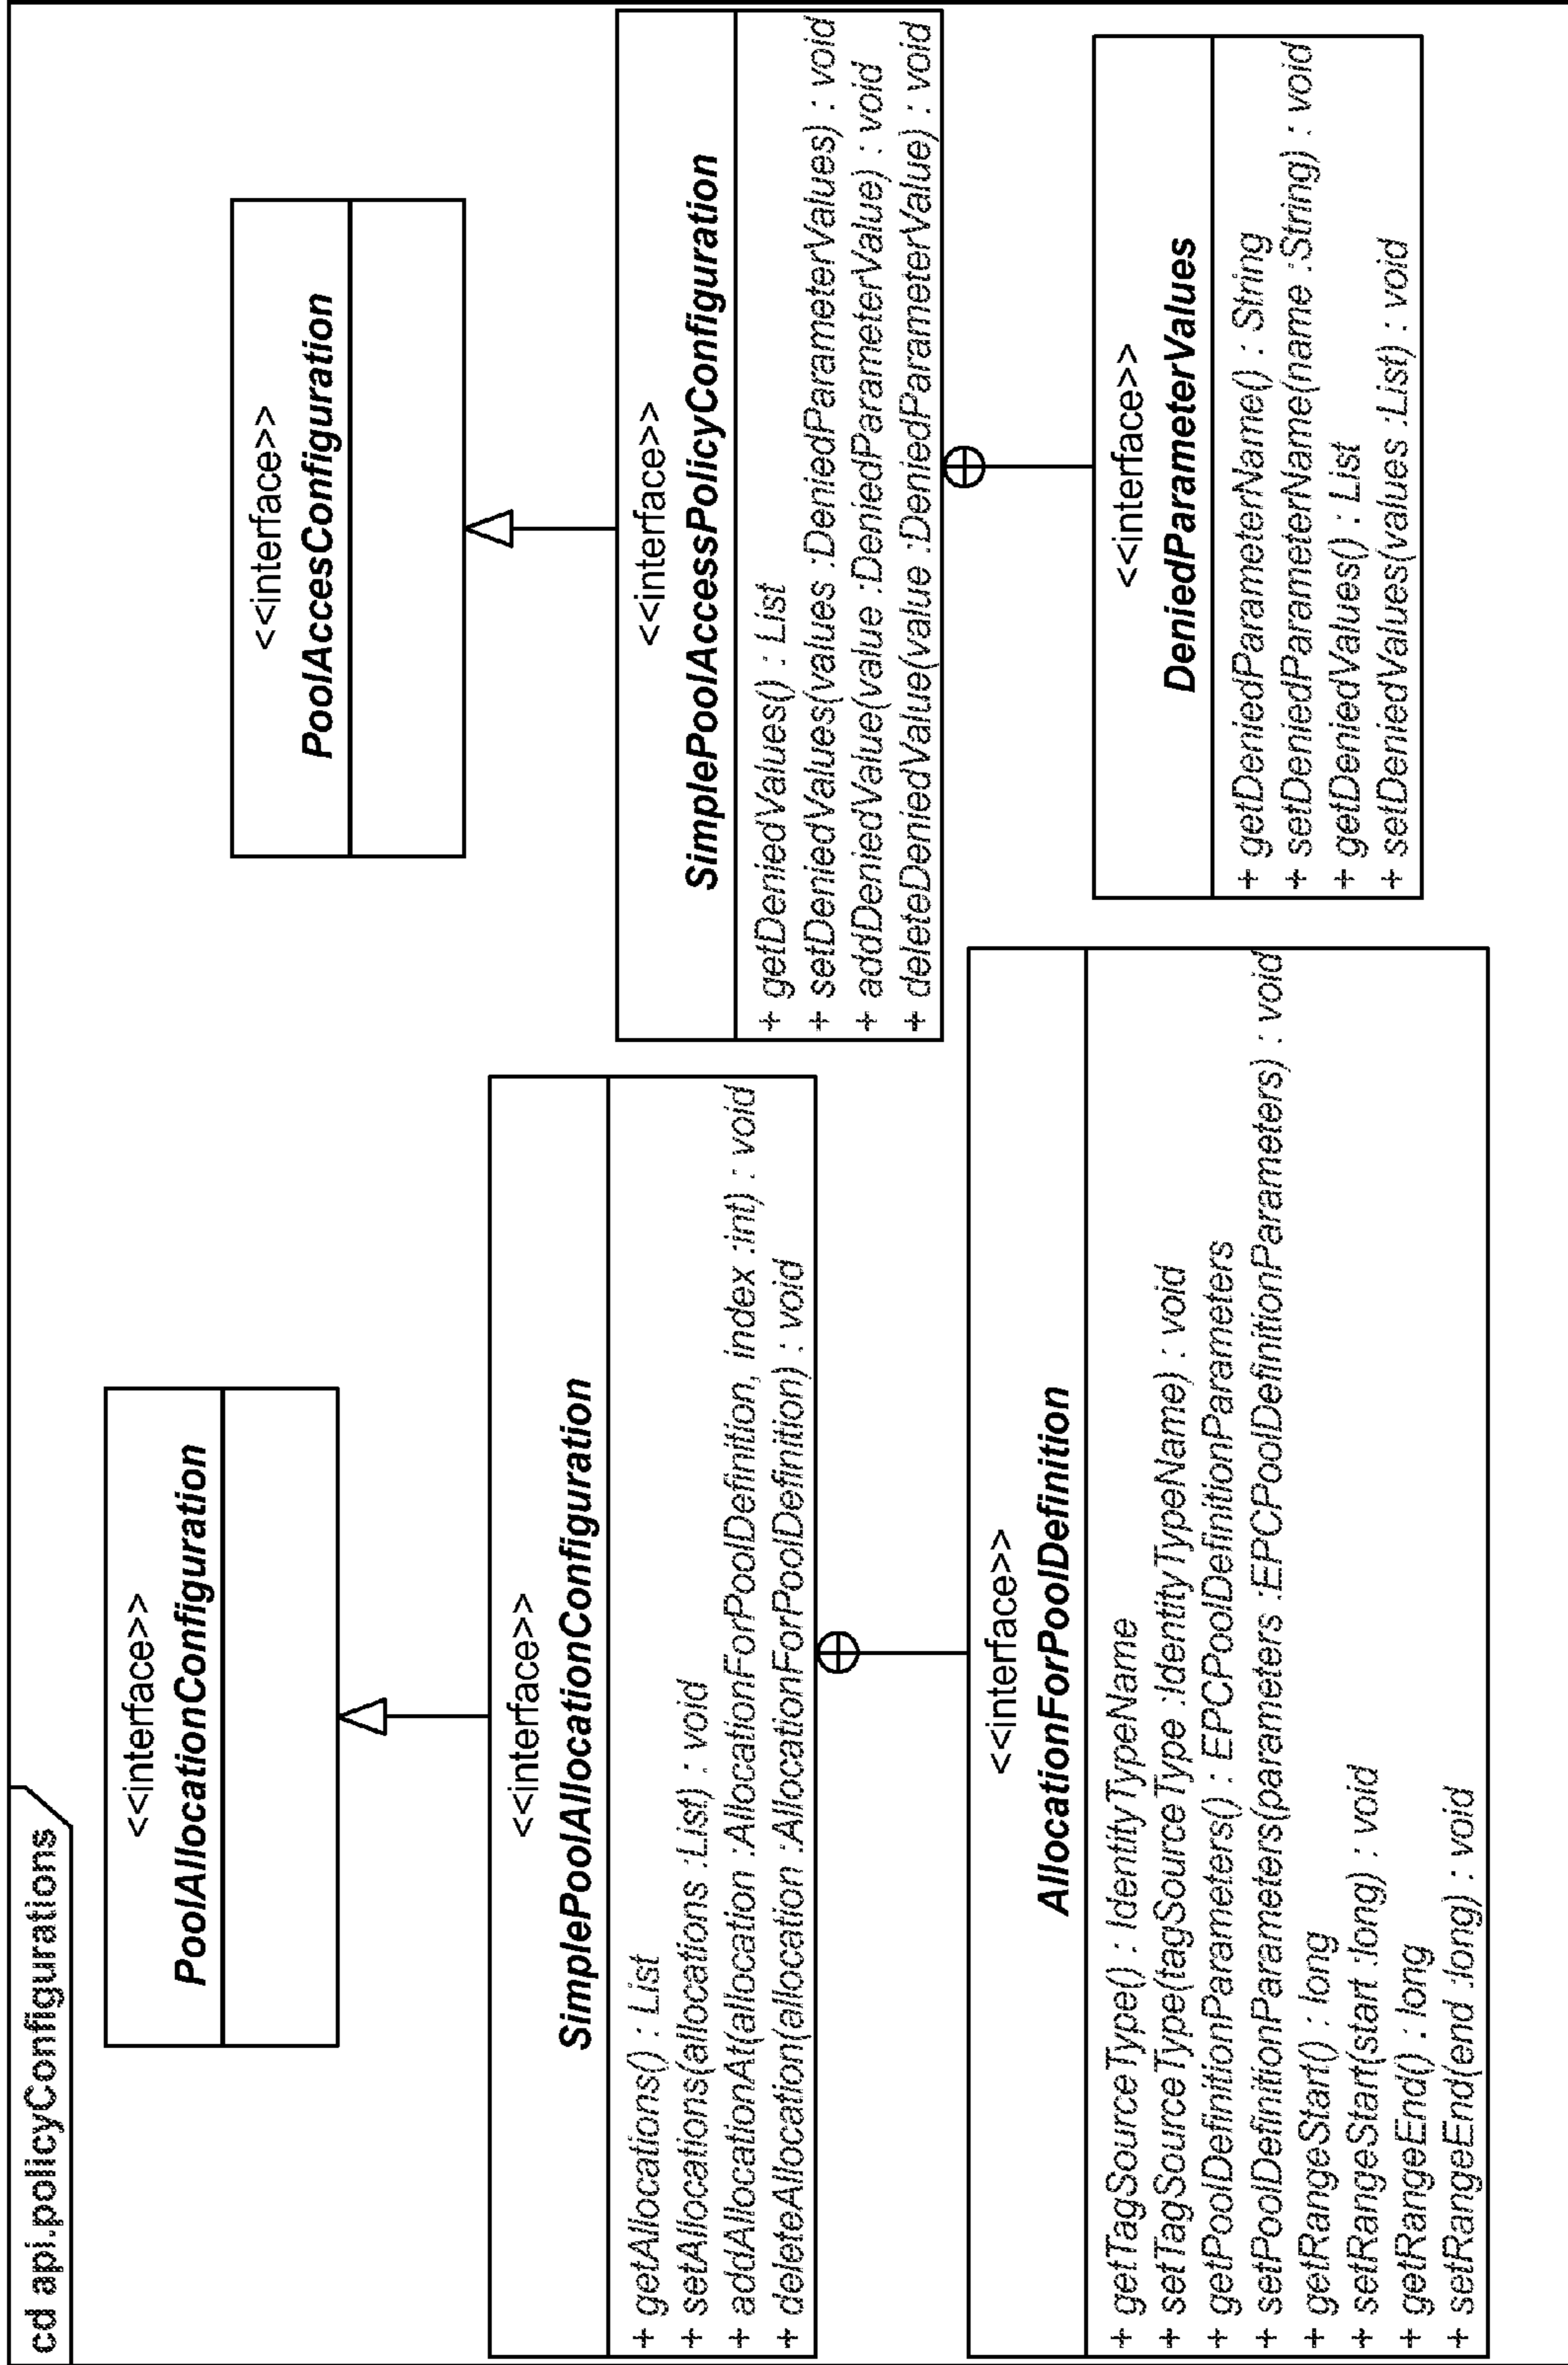 cd api.policyConfigurations
<<interface>>
PoolAllocationConfiguration
<<interface>>
SimplePoolAllocationConfiguration
+ getAllocations() : List
+ setAllocations(allocations :List) : void
+ addAllocationAt(allocation :AllocationForPoolDefinition, index :int) : void
+ deleteAllocation(allocation :AllocationForPoolDefinition) : void
<<interface>>
AllocationForPoolDefinition
+ getTagSourceType() : IdentityTypeName
+ setTagSourceType(tagSourceType :IdentityTypeName) : void
+ getPoolDefinitionParameters() : EPCPoolDefinitionParameters
+ setPoolDefinitionParameters(parameters :EPCPoolDefinitionParameters) : void
+ getRangeStart() : long
+ setRangeStart(start :long) : void
+ getRangeEnd() : long
+ setRangeEnd(end :long) : void
<<interface>>
PoolAccesConfiguration
<<interface>>
SimplePoolAccessPolicyConfiguration
+ getDeniedValues() : List
+ setDeniedValues(values :DeniedParameterValues) : void
+ addDeniedValue(value :DeniedParameterValue) : void
+ deleteDeniedValue(value :DeniedParameterValue) : void
<<interface>>
DeniedParameterValues
+ getDeniedParameterName() : String
+ setDeniedParameterName(name :String) : void
+ getDeniedValues() : List
+ setDeniedValues(values :List) : void